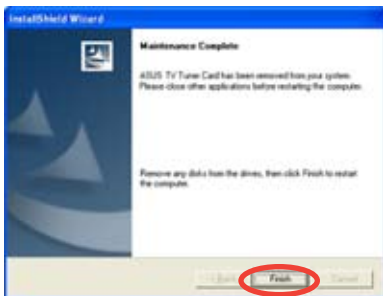 InstallShield Wizard
Maintenance Complete
ASUS TV Tuner Card has been removed from your system.
Please close other applications before restarting the computer.
Remove any disks from the drives, then click Finish to restart
the computer.
< Back
Finish
Cancel